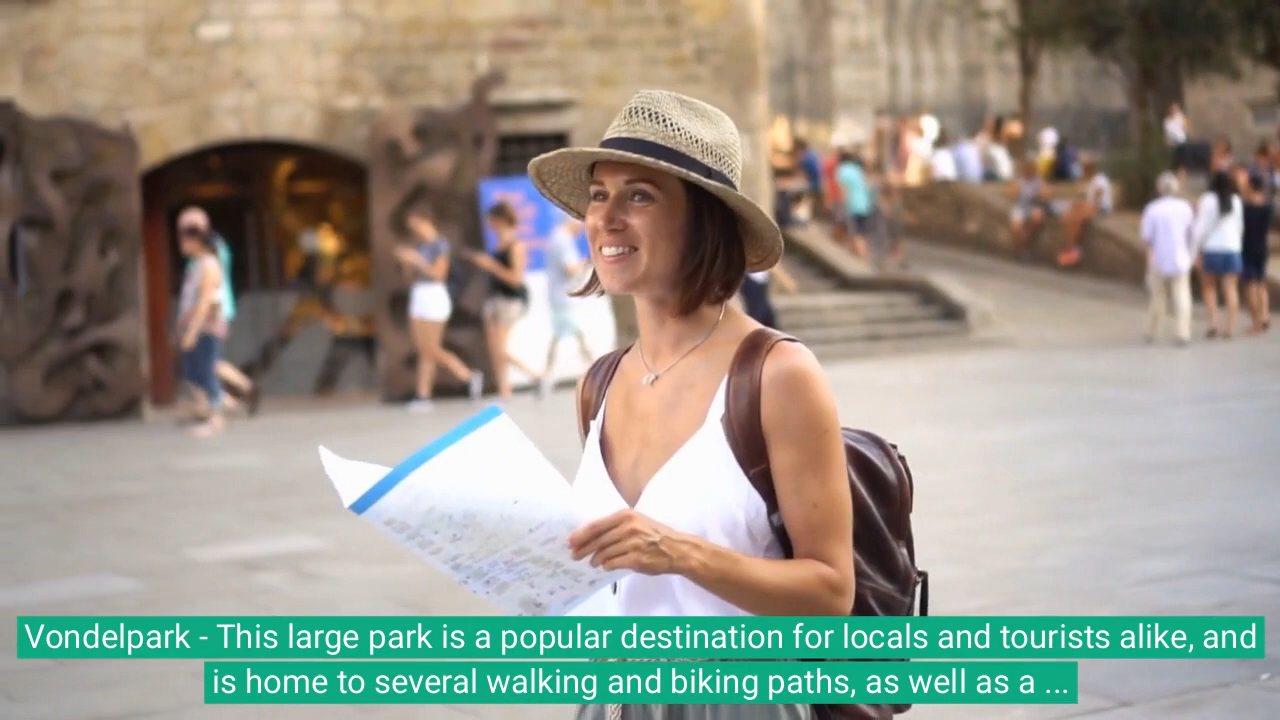 Vondelpark - This large park is a popular destination for locals and tourists alike, and
is home to several walking and biking paths, as well as a ...